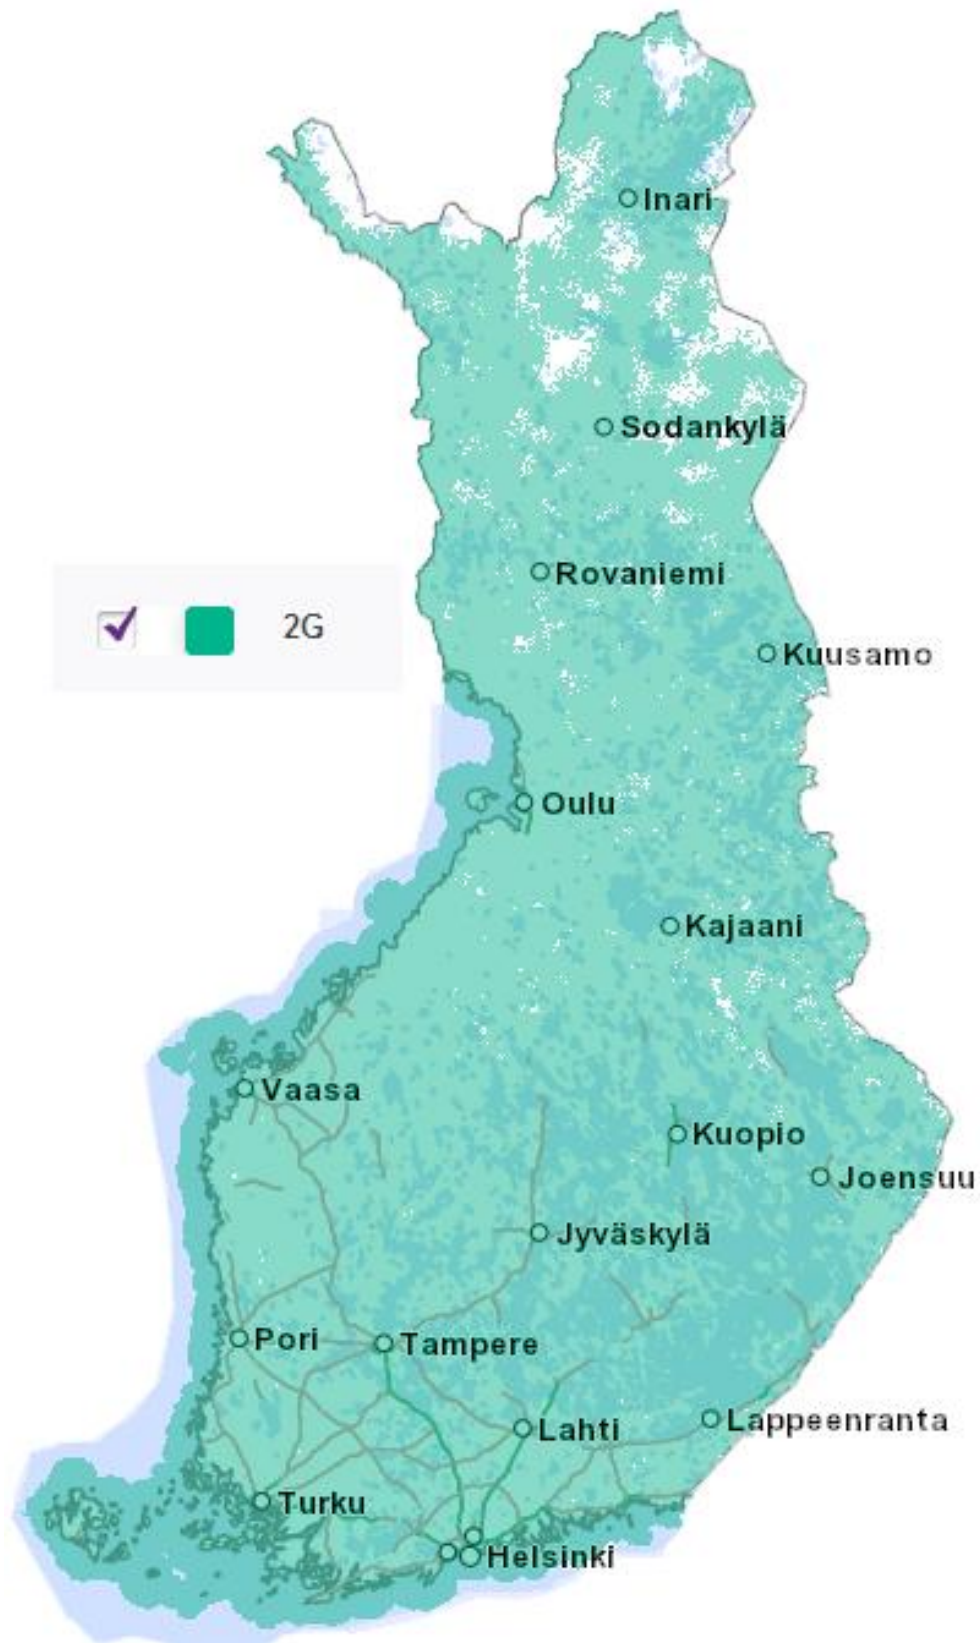 Inari
Sodankylä
Rovaniemi
2G
Kuusamo
Oulu
Kajaani
Vaasa
Kuopio
Joensuu
Jyväskylä
Pori
Tampere
Lahti
Lappeenranta
Turku
Helsinki